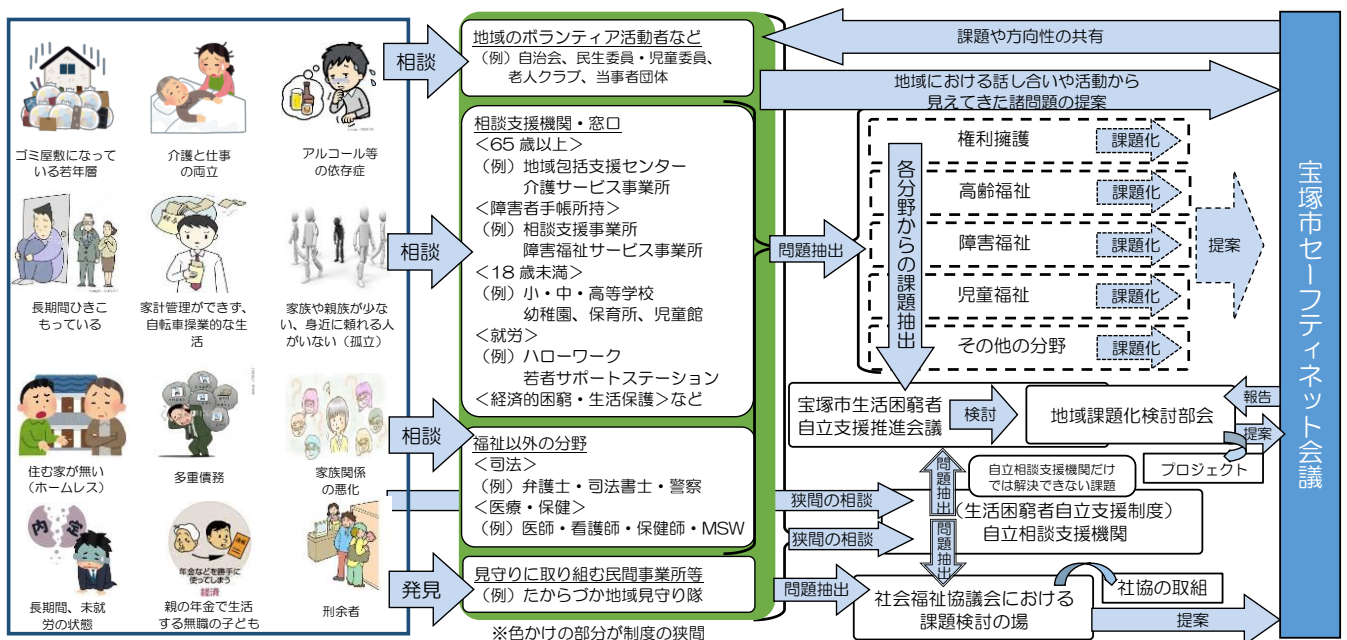 ゴミ屋敷になって
いる若年層
介護と仕事
の両立
アルコール等
の依存症
長期間ひきこ
もっている
家計管理ができず、
自転車操業的な生
活
家族や親族が少な
い、身近に頼れる人
がいない（孤立）
住む家が無い
（ホームレス）
多重債務
家族関係
の悪化
内定
長期間、未就
労の状態
年金などを勝手に
使ってしまう
経済
親の年金で生活
する無職の子ども
刑余者
相談
相談
相談
発見
地域のボランティア活動者など
（例）自治会、民生委員・児童委員、
老人クラブ、当事者団体
相談支援機関・窓口
＜65 歳以上＞
（例）地域包括支援センター
介護サービス事業所
＜障害者手帳所持＞
（例）相談支援事業所
障害福祉サービス事業所
＜18 歳未満＞
（例）小・中・高等学校
幼稚園、保育所、児童館
＜就労＞
（例）ハローワーク
若者サポートステーション
＜経済的困窮・生活保護＞など
福祉以外の分野
＜司法＞
（例）弁護士・司法書士・警察
＜医療・保健＞
（例）医師・看護師・保健師・MSW
見守りに取り組む民間事業所等
（例）たからづか地域見守り隊
※色かけの部分が制度の狭間
課題や方向性の共有
地域における話し合いや活動から
見えてきた諸問題の提案
問題抽出
各分野からの課題抽出
権利擁護
課題化
高齢福祉
課題化
障害福祉
課題化
児童福祉
課題化
その他の分野
課題化
提案
宝塚市生活困窮者
自立支援推進会議
検討
地域課題化検討部会
報告
提案
プロジェクト
問題抽出
自立相談支援機関だけ
では解決できない課題
狭間の相談
狭間の相談
（生活困窮者自立支援制度）
自立相談支援機関
問題抽出
問題抽出
社会福祉協議会における
課題検討の場
社協の取組
提案
宝塚市セーフティネット会議